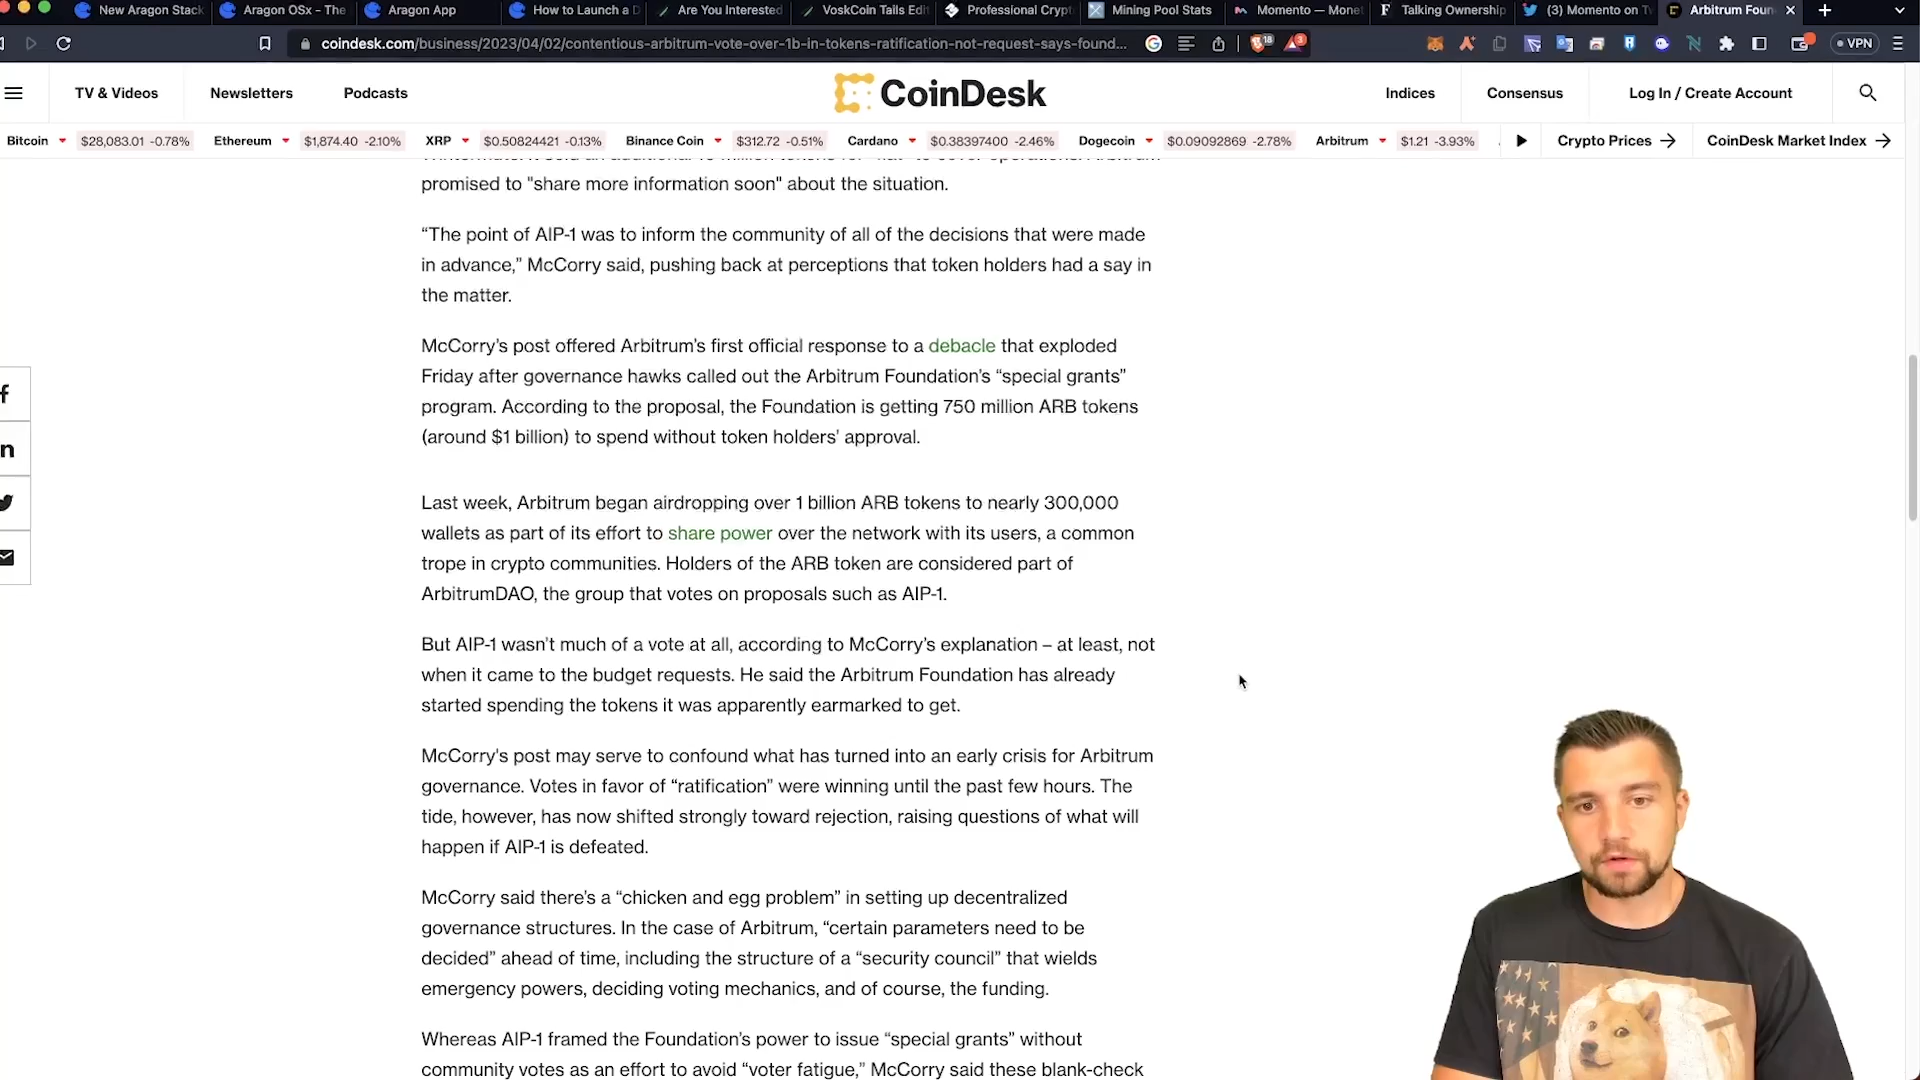 New Aragon Stack
Aragon OSx - The
Aragon App
How to Launch a D
Are You Interested
VoskCoin Tails Edit
Professional Crypt
Mining Pool Stats
Momento — Monet
Talking Ownership
(3) Momento on Tw
Arbitrum Foun
coindesk.com/business/2023/04/02/contentious-arbitrum-vote-over-1b-in-tokens-ratification-not-request-says-found...
18
3
VPN
TV & Videos
Newsletters
Podcasts
CoinDesk
Indices
Consensus
Log In / Create Account
Bitcoin $28,083.01 -0.78% Ethereum $1,874.40 -2.10% XRP $0.50824421 -0.13% Binance Coin $312.72 -0.51% Cardano $0.38397400 -2.46% Dogecoin $0.09092869 -2.78% Arbitrum $1.21 -3.93% Crypto Prices CoinDesk Market Index
promised to "share more information soon" about the situation.
“The point of AIP-1 was to inform the community of all of the decisions that were made
in advance,” McCorry said, pushing back at perceptions that token holders had a say in
the matter.
McCorry’s post offered Arbitrum’s first official response to a debacle that exploded
Friday after governance hawks called out the Arbitrum Foundation’s “special grants”
program. According to the proposal, the Foundation is getting 750 million ARB tokens
(around $1 billion) to spend without token holders’ approval.
Last week, Arbitrum began airdropping over 1 billion ARB tokens to nearly 300,000
wallets as part of its effort to share power over the network with its users, a common
trope in crypto communities. Holders of the ARB token are considered part of
ArbitrumDAO, the group that votes on proposals such as AIP-1.
But AIP-1 wasn’t much of a vote at all, according to McCorry’s explanation – at least, not
when it came to the budget requests. He said the Arbitrum Foundation has already
started spending the tokens it was apparently earmarked to get.
McCorry's post may serve to confound what has turned into an early crisis for Arbitrum
governance. Votes in favor of “ratification” were winning until the past few hours. The
tide, however, has now shifted strongly toward rejection, raising questions of what will
happen if AIP-1 is defeated.
McCorry said there’s a “chicken and egg problem” in setting up decentralized
governance structures. In the case of Arbitrum, “certain parameters need to be
decided” ahead of time, including the structure of a “security council” that wields
emergency powers, deciding voting mechanics, and of course, the funding.
Whereas AIP-1 framed the Foundation’s power to issue “special grants” without
community votes as an effort to avoid “voter fatigue,” McCorry said these blank-check